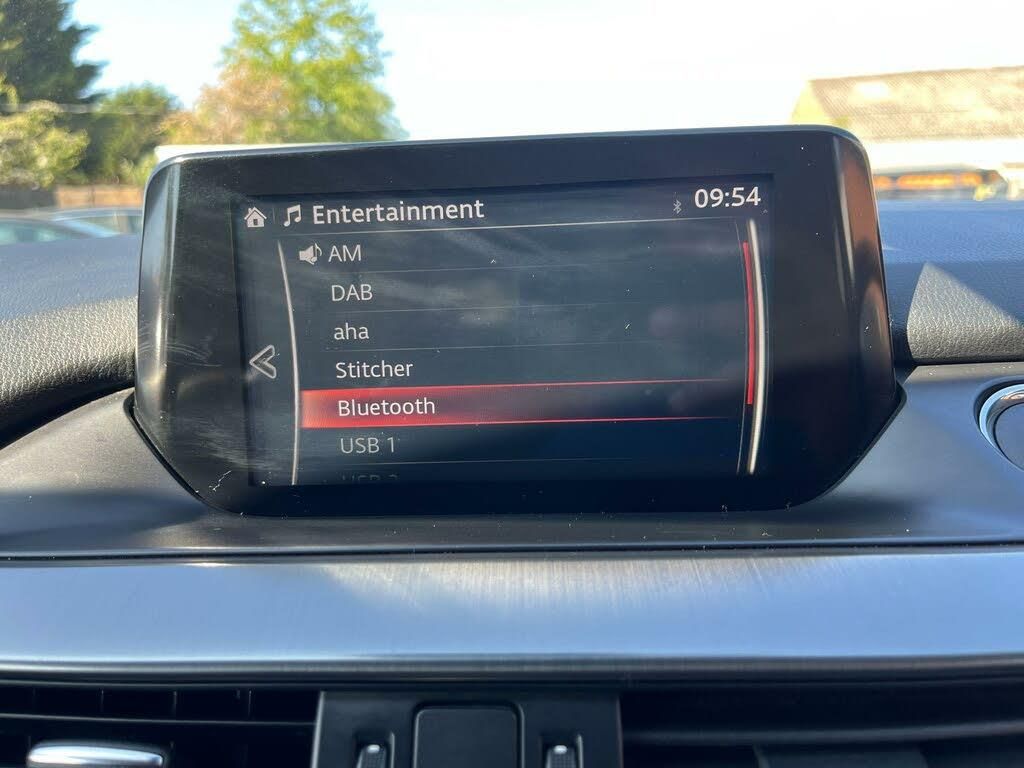 Entertainment 09:54
AM
DAB
aha
Stitcher
Bluetooth
USB 1